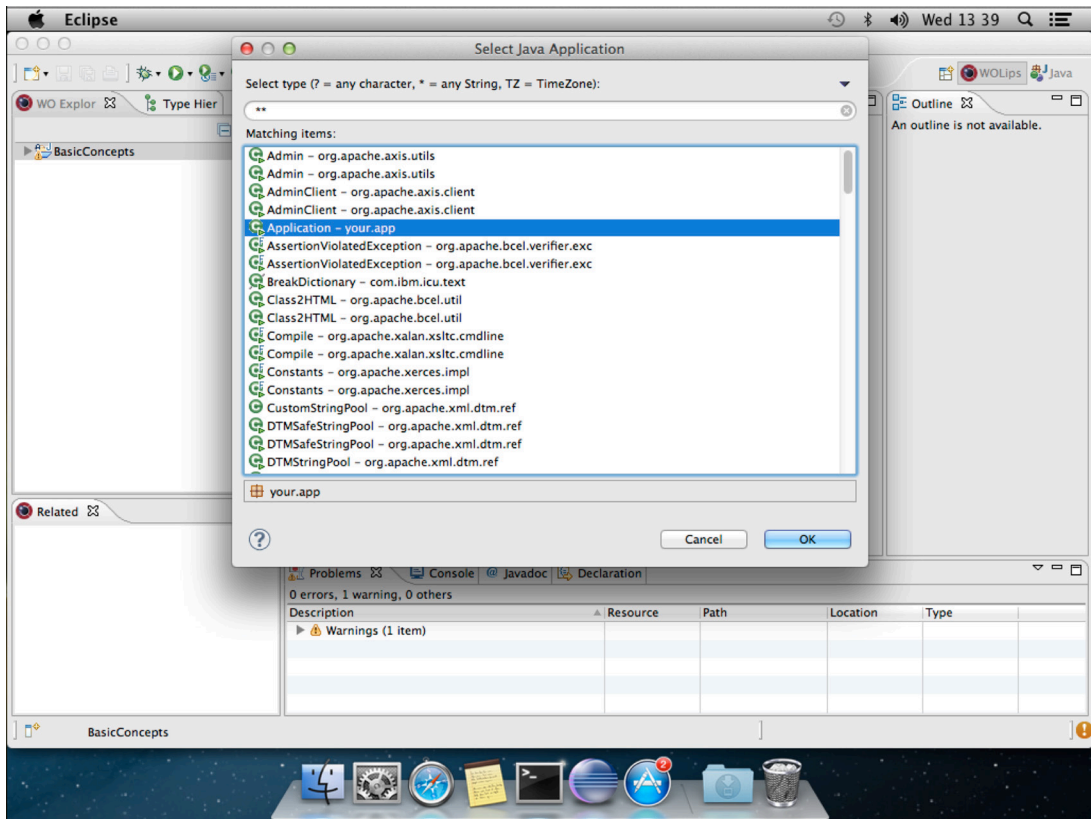 Eclipse
Wed 13 39
Select Java Application
WOLips
Java
Select type (? = any character, * = any String, TZ = TimeZone):
WO Explor
Type Hier
**
Outline
An outline is not available.
Matching items:
BasicConcepts
Admin – org.apache.axis.utils
Admin – org.apache.axis.utils
AdminClient – org.apache.axis.client
AdminClient – org.apache.axis.client
Application – your.app
AssertionViolatedException – org.apache.bcel.verifier.exc
AssertionViolatedException – org.apache.bcel.verifier.exc
BreakDictionary – com.ibm.icu.text
Class2HTML – org.apache.bcel.util
Class2HTML – org.apache.bcel.util
Compile – org.apache.xalan.xsltc.cmdline
Compile – org.apache.xalan.xsltc.cmdline
Constants – org.apache.xerces.impl
Constants – org.apache.xerces.impl
CustomStringPool – org.apache.xml.dtm.ref
DTMSafeStringPool – org.apache.xml.dtm.ref
DTMSafeStringPool – org.apache.xml.dtm.ref
DTMStringPool – org.apache.xml.dtm.ref
your.app
Related
?
Cancel
OK
Problems
Console
@ Javadoc
Declaration
0 errors, 1 warning, 0 others
Description
Resource
Path
Location
Type
Warnings (1 item)
BasicConcepts
2